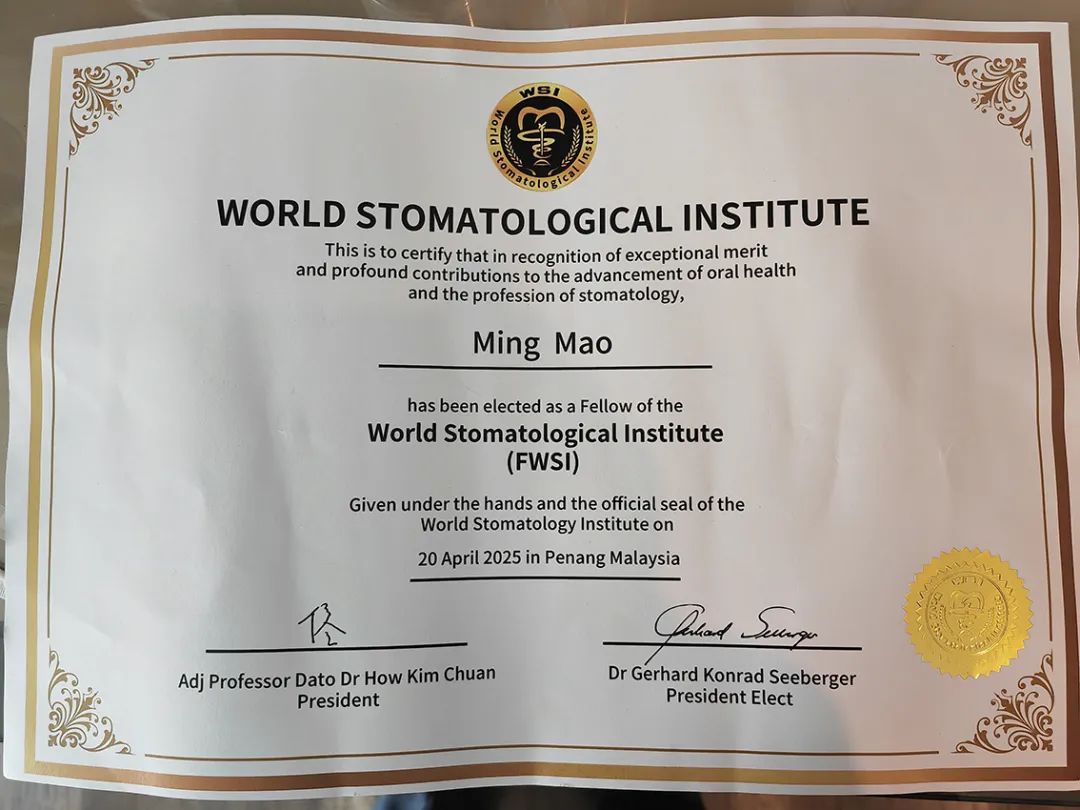 WSI
World Stomatological Institute
WORLD STOMATOLOGICAL INSTITUTE
This is to certify that in recognition of exceptional merit
and profound contributions to the advancement of oral health
and the profession of stomatology,
Ming Mao
has been elected as a Fellow of the
World Stomatological Institute
(FWSI)
Given under the hands and the official seal of the
World Stomatology Institute on
20 April 2025 in Penang Malaysia
Gerhard Seeberger
Adj Professor Dato Dr How Kim Chuan
President
Dr Gerhard Konrad Seeberger
President Elect